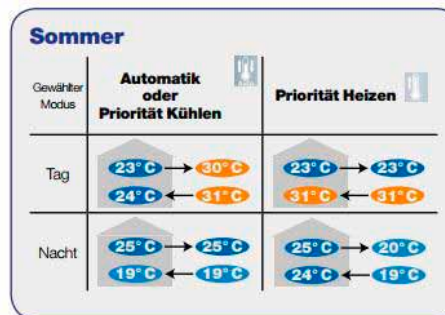 Sommer
Gewählter
Modus
Automatik
oder
Priorität Kühlen
Priorität Heizen
Tag
23°C 30°C 23°C 23°C
24°C 31°C 31°C 31°C
Nacht
25°C 25°C 25°C 20°C
19°C 19°C 24°C 19°C